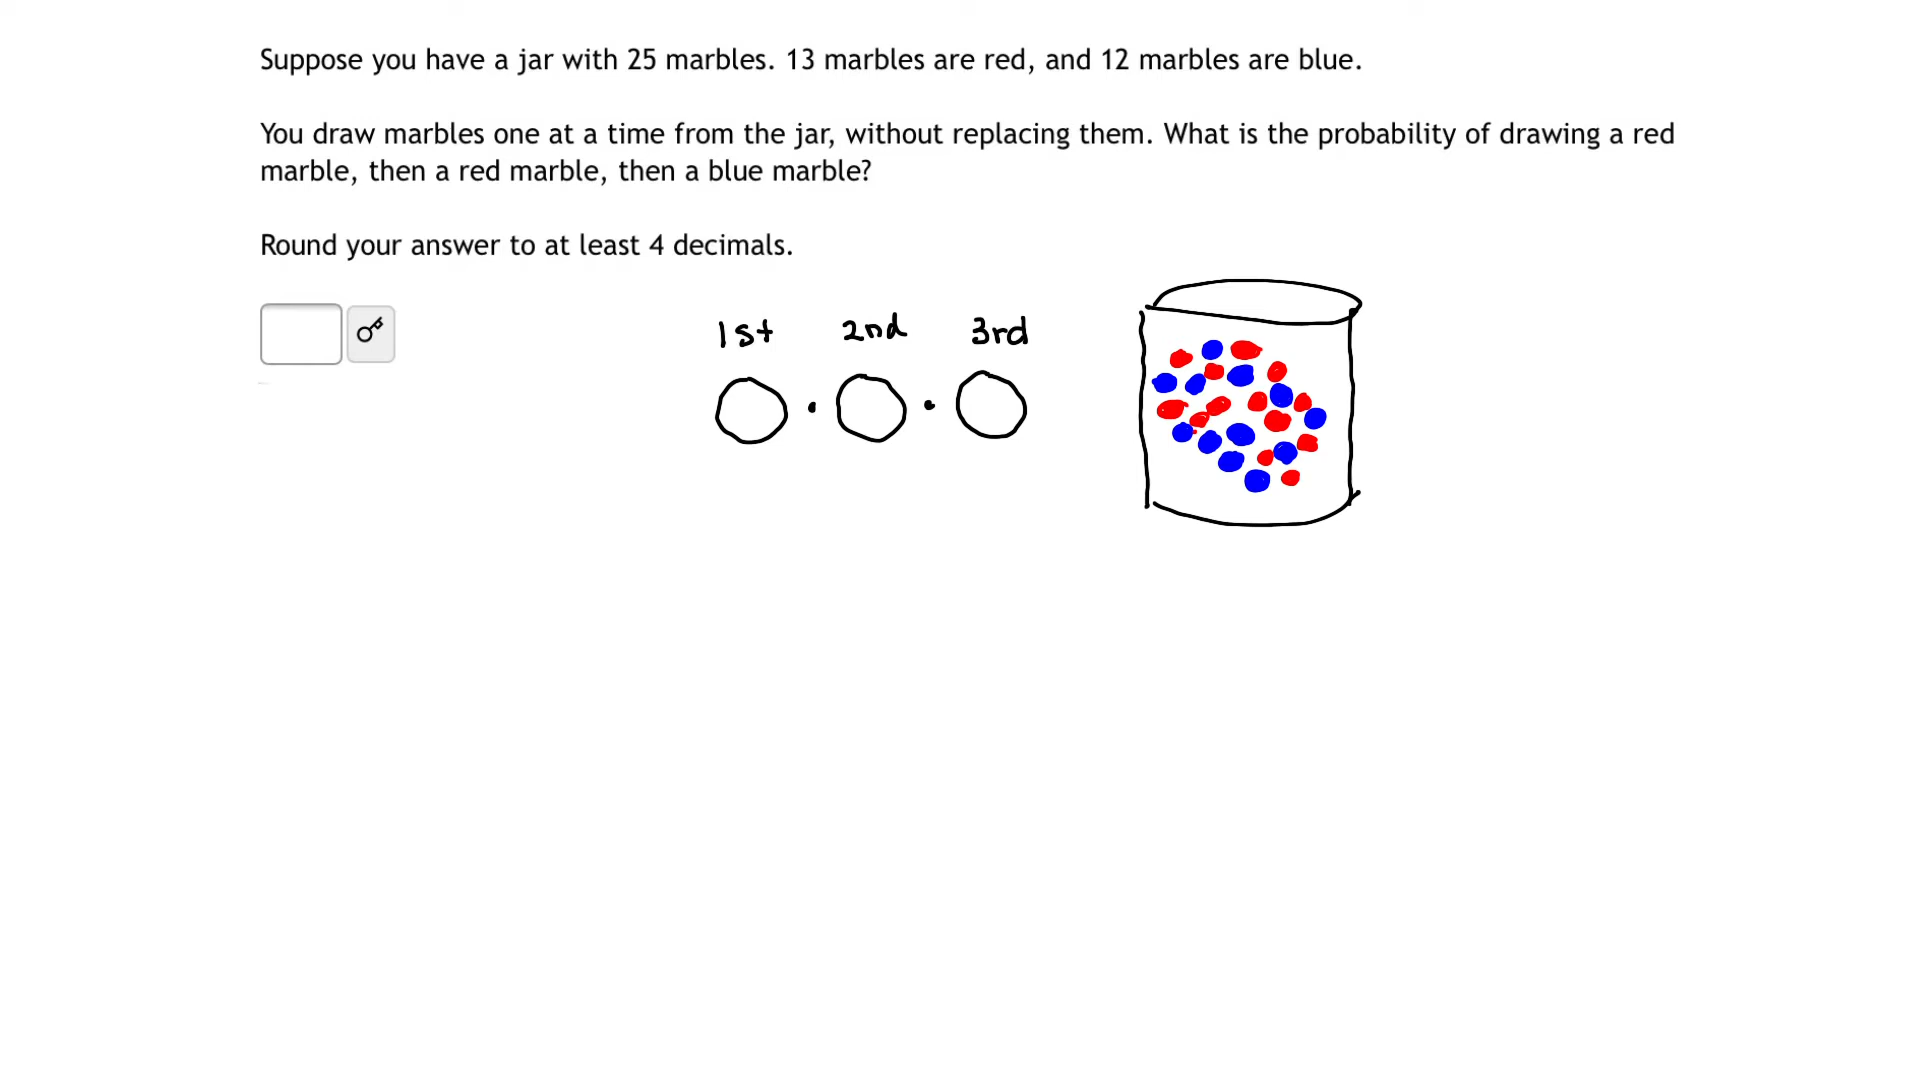 Suppose you have a jar with 25 marbles. 13 marbles are red, and 12 marbles are blue.
You draw marbles one at a time from the jar, without replacing them. What is the probability of drawing a red
marble, then a red marble, then a blue marble?
Round your answer to at least 4 decimals.
1st 2nd 3rd